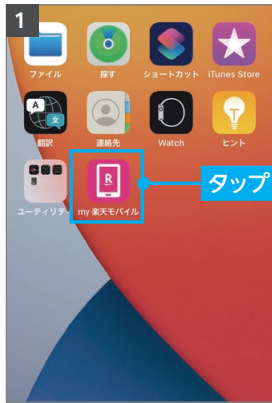 1
ファイル
探す
ショートカット
iTunes Store
A
文
翻訳
連絡先
Watch
ヒント
R
ユーティリティ
my 楽天モバイル
タップ